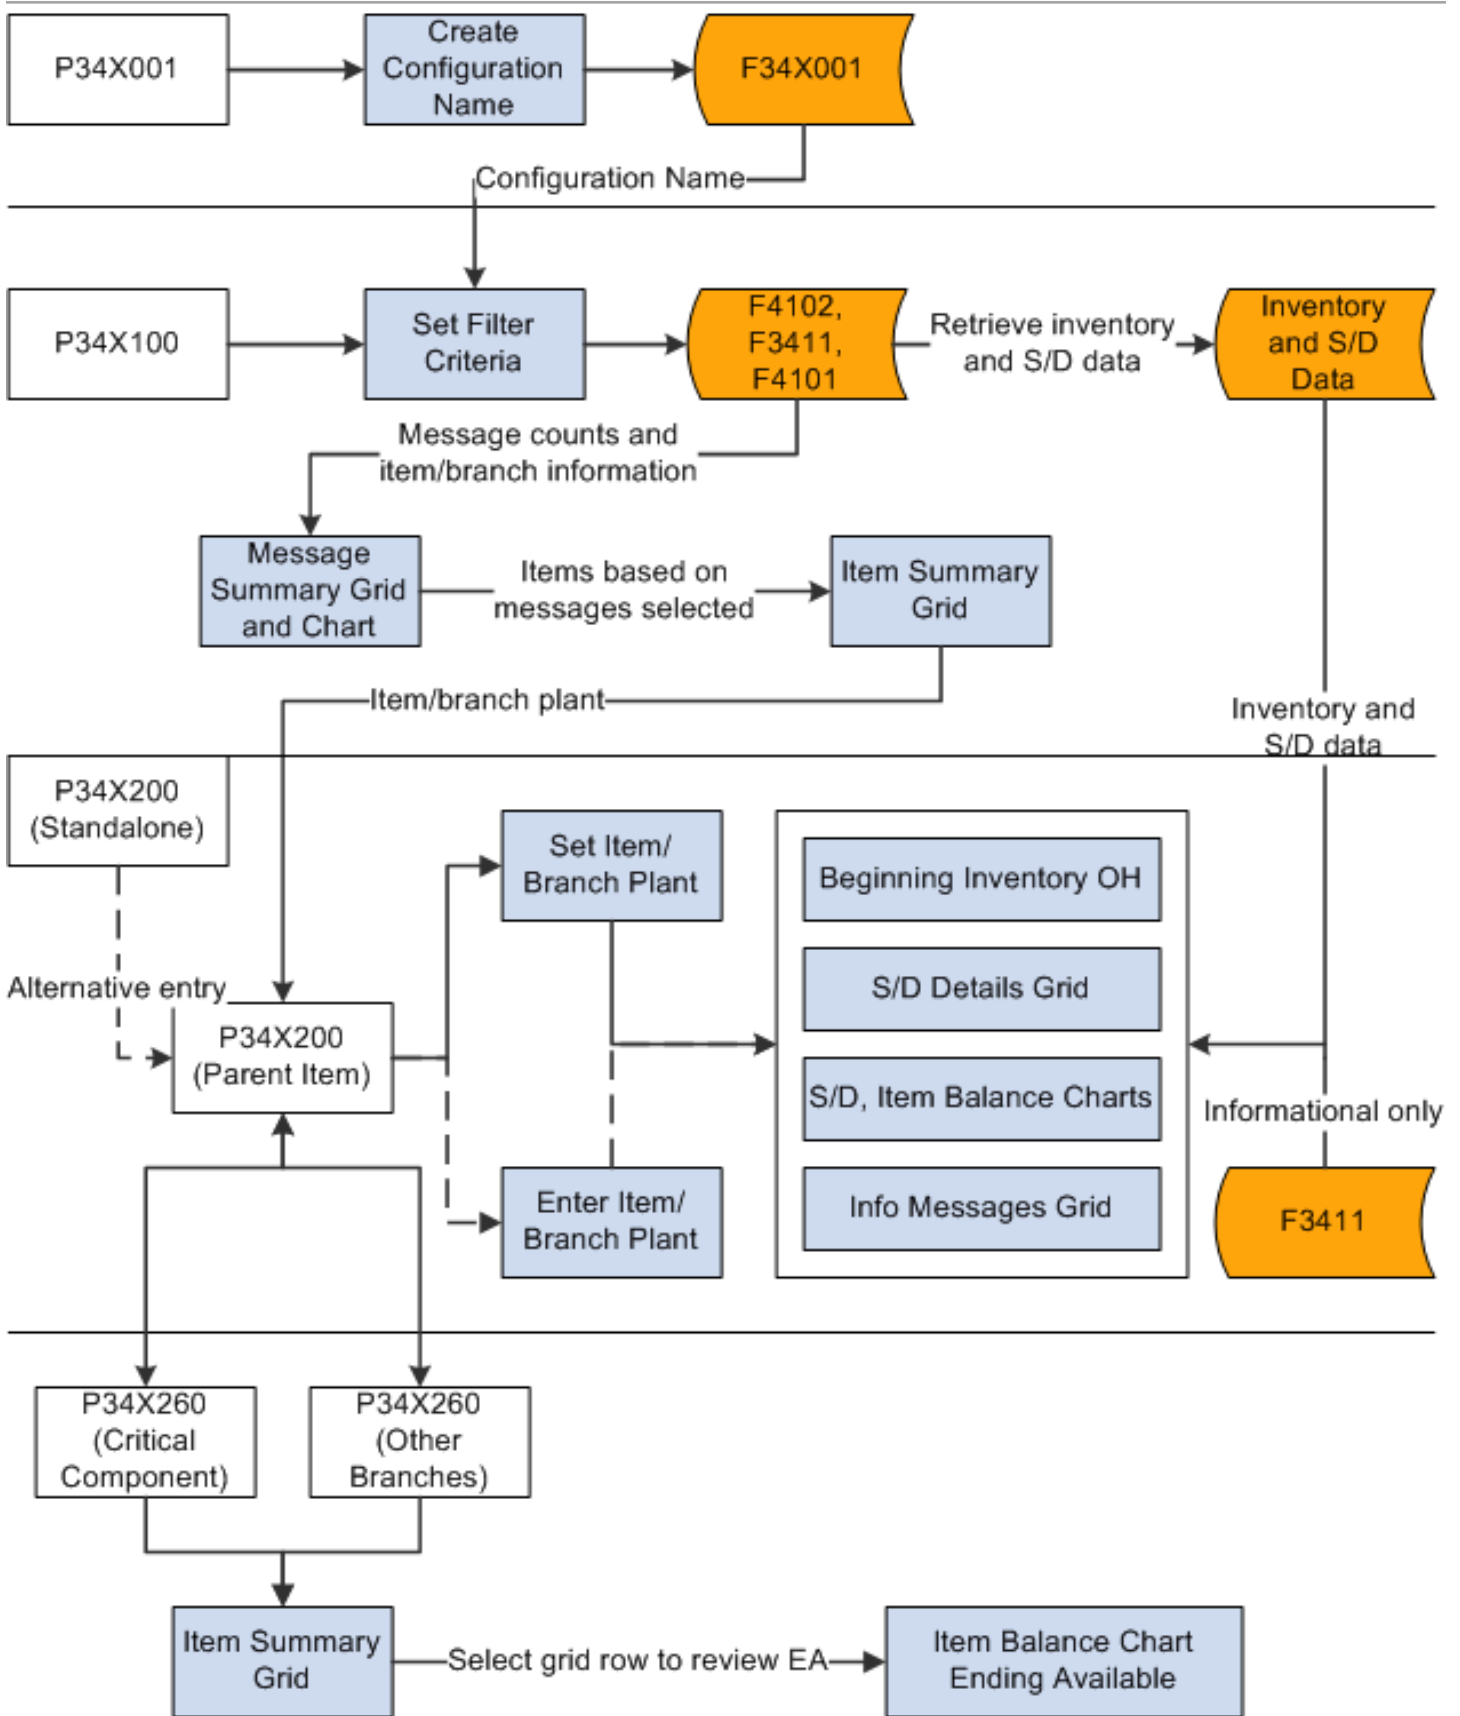 P34X001
Create
Configuration
Name
F34X001
Configuration Name
P34X100
Set Filter
Criteria
F4102,
F3411,
F4101
Retrieve inventory
and S/D data
Inventory
and S/D
Data
Message counts and
item/branch information
Message
Summary Grid
and Chart
Items based on
messages selected
Item Summary
Grid
Item/branch plant
Inventory and
S/D data
P34X200
(Standalone)
Set Item/
Branch Plant
Beginning Inventory OH
S/D Details Grid
Alternative entry
P34X200
(Parent Item)
S/D, Item Balance Charts
Informational only
Enter Item/
Branch Plant
Info Messages Grid
F3411
P34X260
(Critical
Component)
P34X260
(Other
Branches)
Item Summary
Grid
Select grid row to review EA
Item Balance Chart
Ending Available